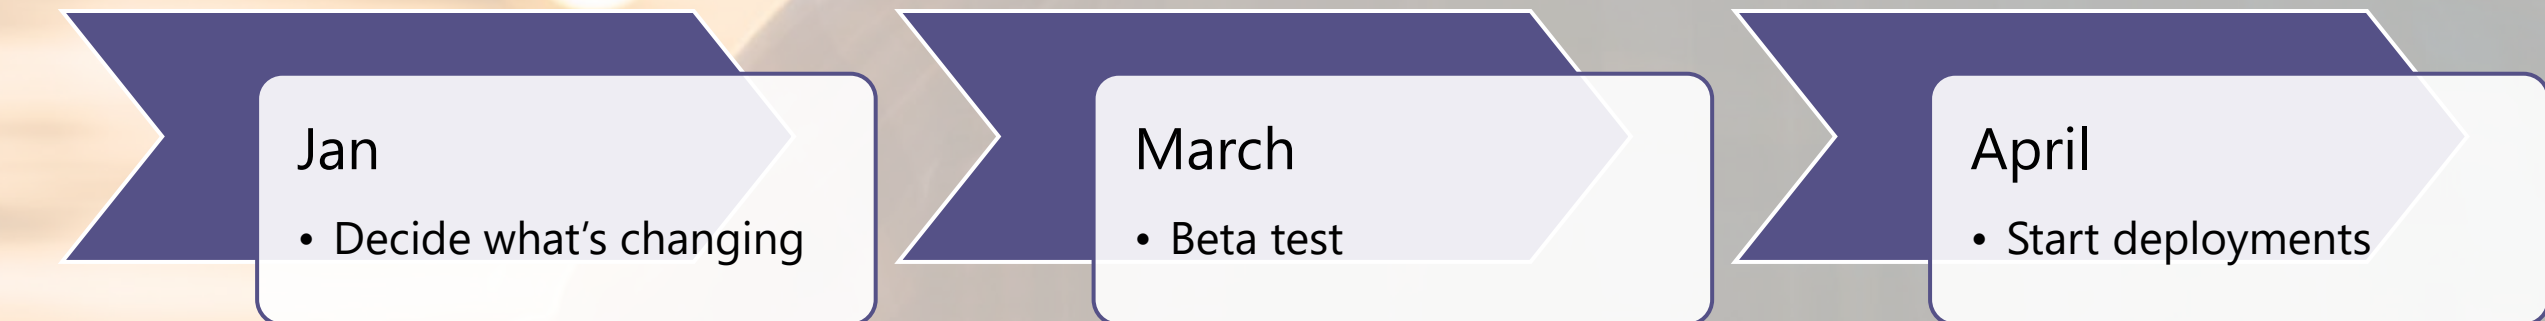 Jan
• Decide what's changing
March
• Beta test
April
• Start deployments